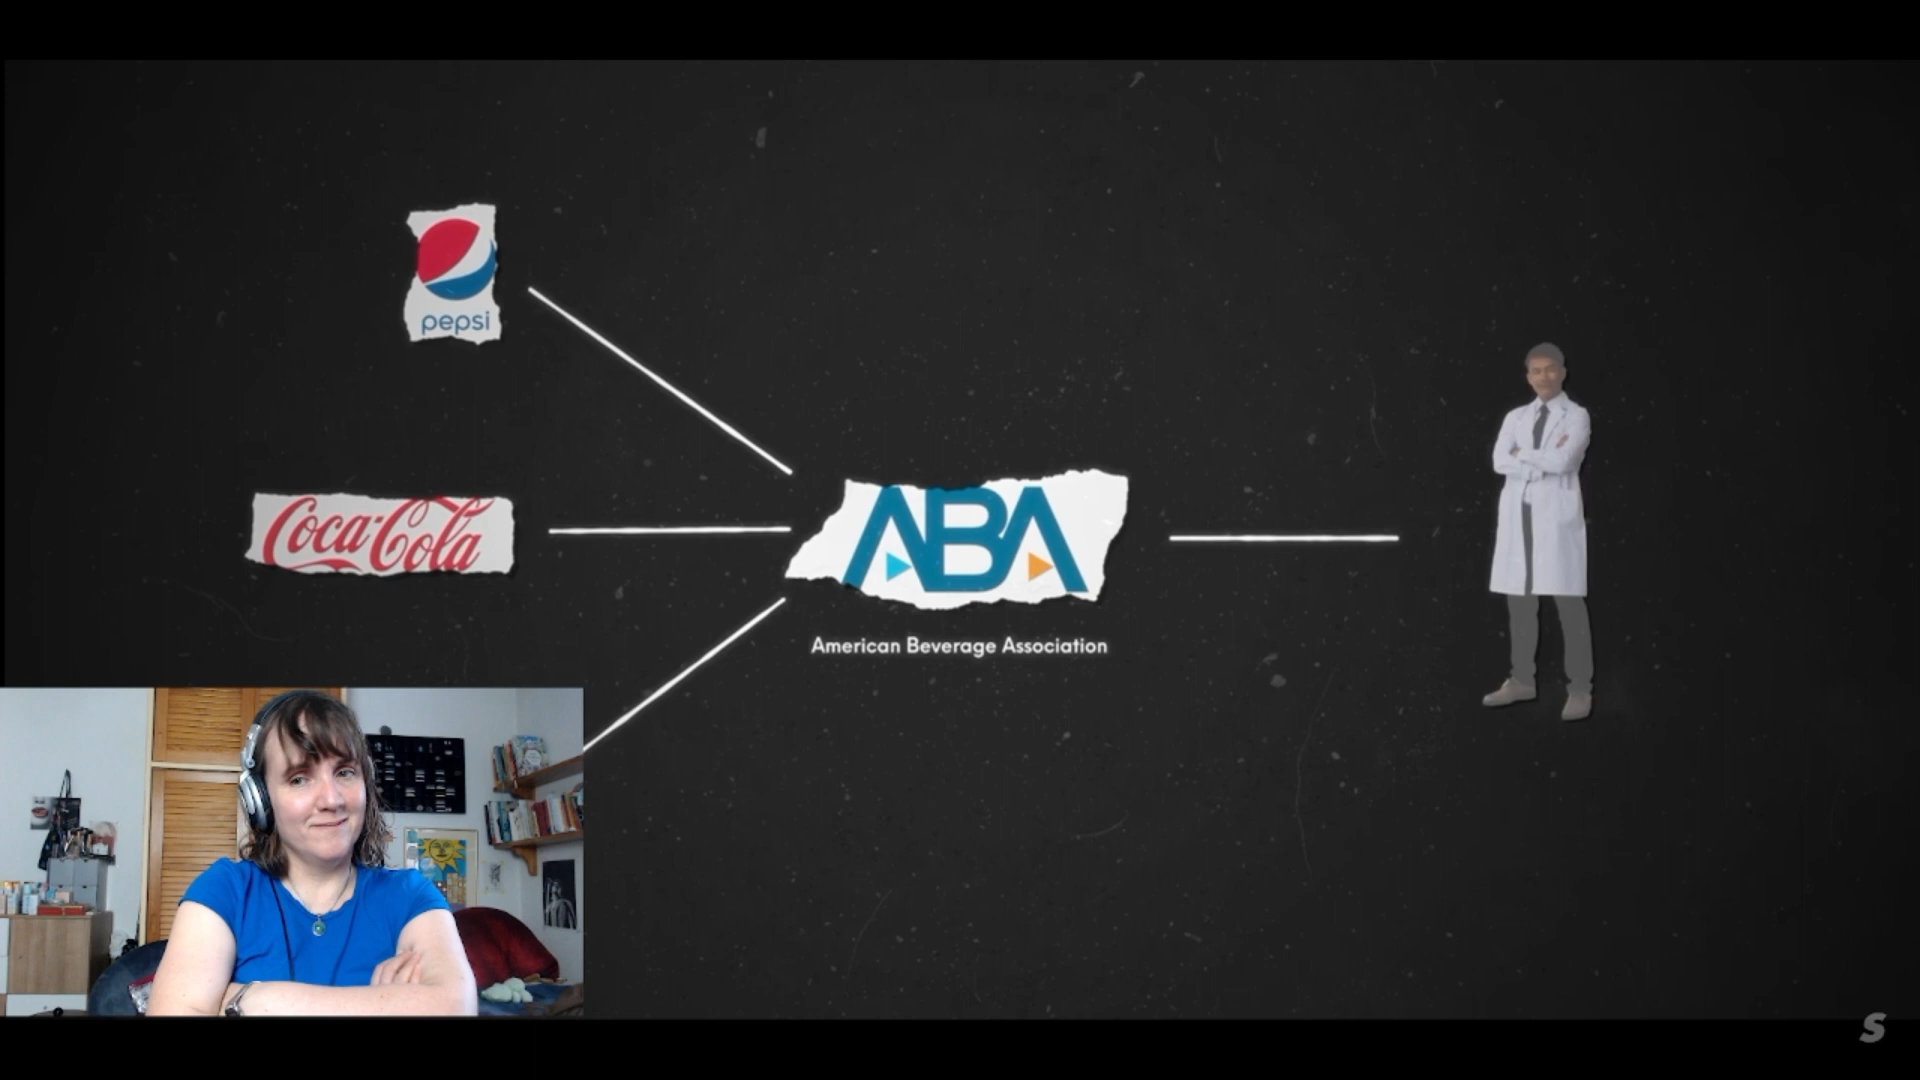 pepsi
Coca-Cola
ABA
American Beverage Association
S